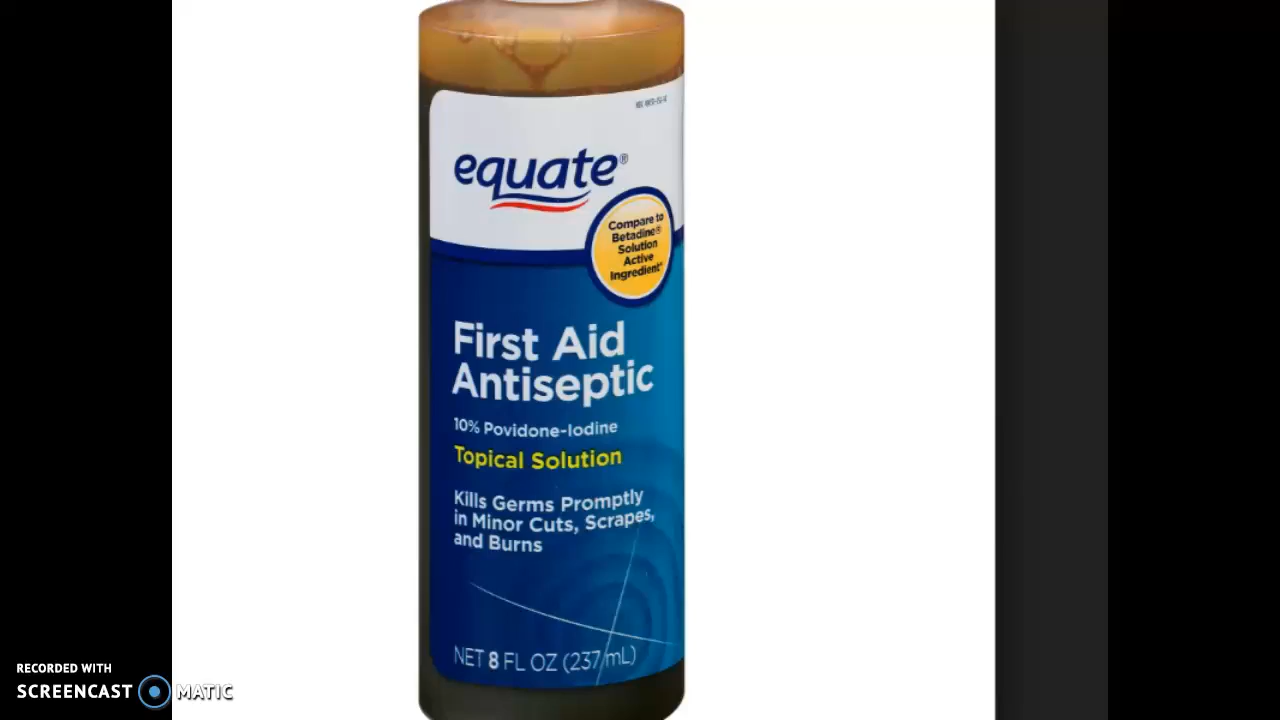 equate®
Compare to
Betadine®
Solution
Active
Ingredient*
First Aid
Antiseptic
10% Povidone-Iodine
Topical Solution
Kills Germs Promptly
in Minor Cuts, Scrapes,
and Burns
NET 8 FL OZ (237 mL)
RECORDED WITH
SCREENCAST MATIC